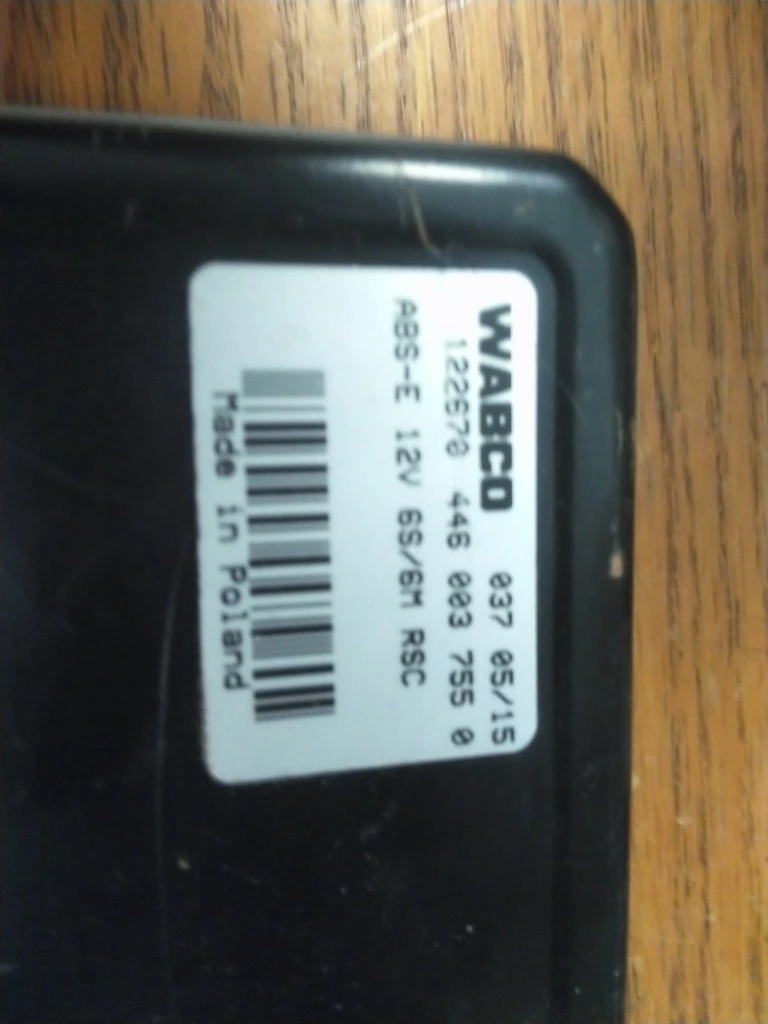 WABCO 037 05/15
122670 446 003 755 0
ABS-E 12V 6S/6M RSC
Made in Poland